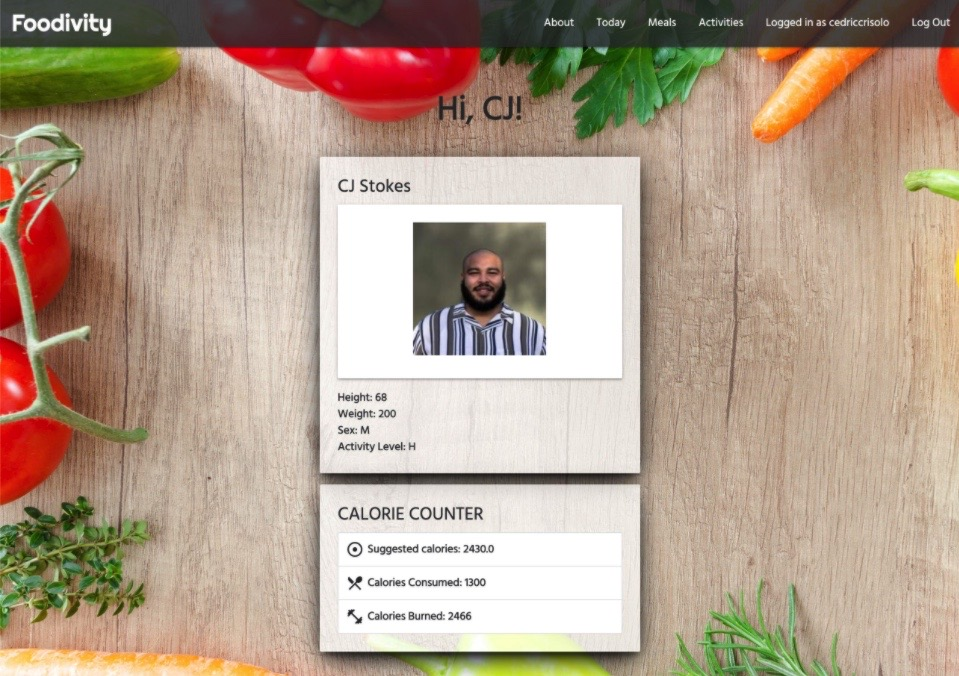 Foodivity
About Today Meals Activities Logged in as cedriccrisolo Log Out
Hi, CJ!
CJ Stokes
Height: 68
Weight: 200
Sex: M
Activity Level: H
CALORIE COUNTER
Suggested calories: 2430.0
Calories Consumed: 1300
Calories Burned: 2466